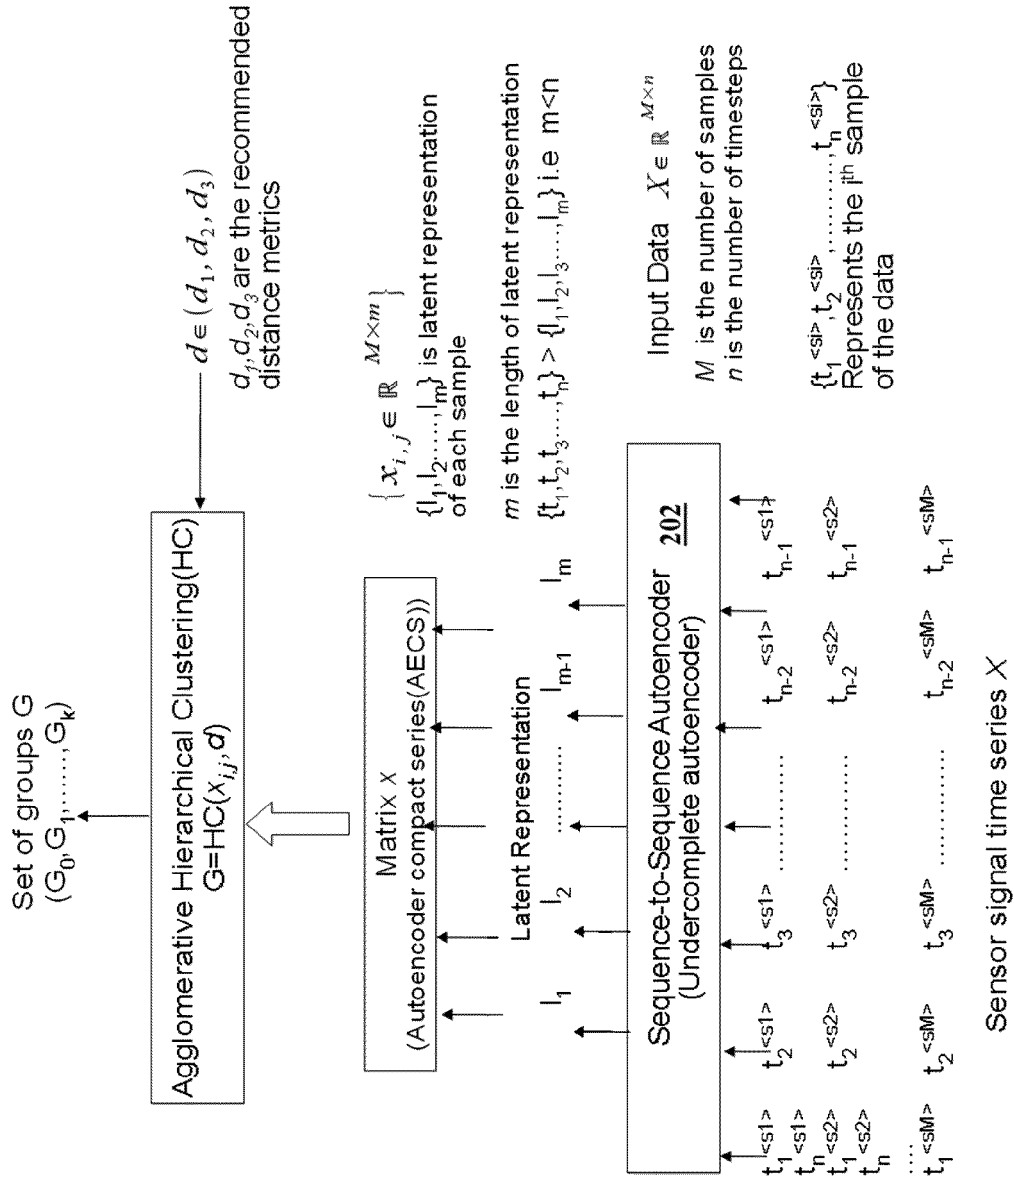 Set of groups G
(G0, G1,......, Gk)
Agglomerative Hierarchical Clustering(HC)
G=HC(xi,j, d)
d ∈ (d1, d2, d3)
d1,d2,d3 are the recommended
distance metrics
Matrix x
(Autoencoder compact series(AECS))
{xi,j ∈ ℝ M×m}
{l1, l2......, lm} is latent representation
of each sample
Latent Representation
m is the length of latent representation
{t1, t2, t3...., tn} > {l1, l2, l3...., lm} i.e m<n
l1 l2 .......... lm-1 lm
Sequence-to-Sequence Autoencoder
(Undercomplete autoencoder)
202
Input Data X ∈ ℝ M×n
M is the number of samples
n is the number of timesteps
t1<s1> t2<s1> t3<s1> .............. tn-2<s1> tn-1<s1>
tn<s1>
t1<s2> t2<s2> t3<s2> .............. tn-2<s2> tn-1<s2>
tn<s2>
....
t1<sM> t2<sM> t3<sM> .............. tn-2<sM> tn-1<sM>
{t1<si>, t2<si>,............, tn<si>}
Represents the ith sample
of the data
Sensor signal time series X